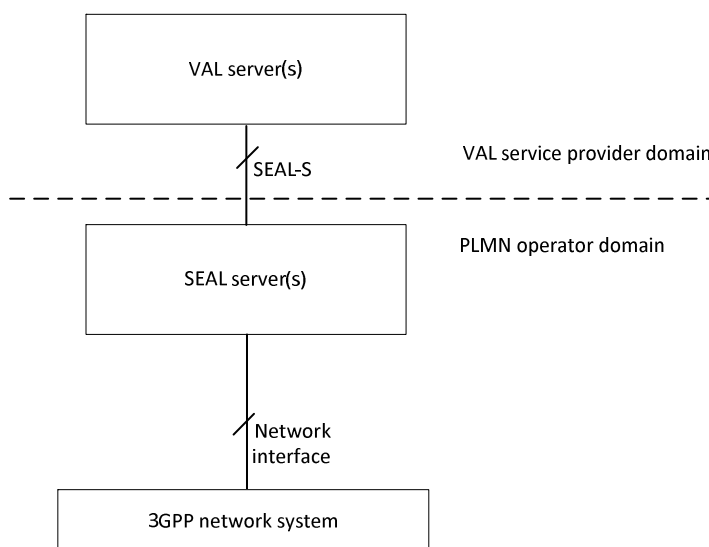 VAL server(s)
VAL service provider domain
SEAL-S
PLMN operator domain
SEAL server(s)
Network
interface
3GPP network system